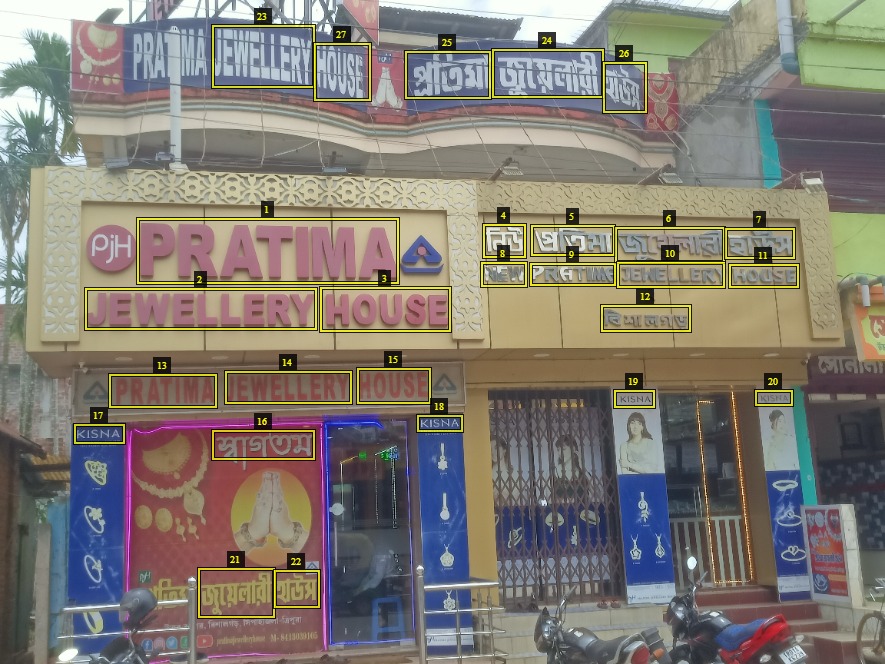 PRATIMA JEWELLERY HOUSE
প্রতিমা জুয়েলারী হাউস
PJH PRATIMA
JEWELLERY HOUSE
নিউ প্রতিমা জুয়েলারী হাউস
NEW PRATIMA JEWELLERY HOUSE
বিশালগড়
PRATIMA JEWELLERY HOUSE
KISNA
KISNA
KISNA
KISNA
স্বাগতম
জুয়েলারী হাউস